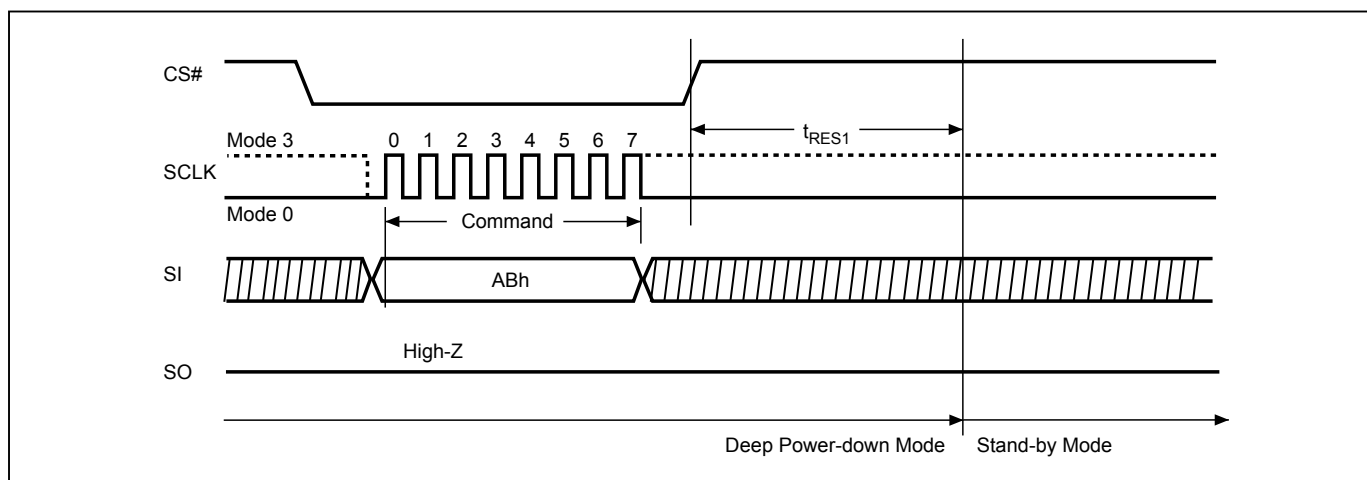 CS#
tRES1
Mode 3
0 1 2 3 4 5 6 7
SCLK
Mode 0
Command
SI
ABh
High-Z
SO
Deep Power-down Mode
Stand-by Mode